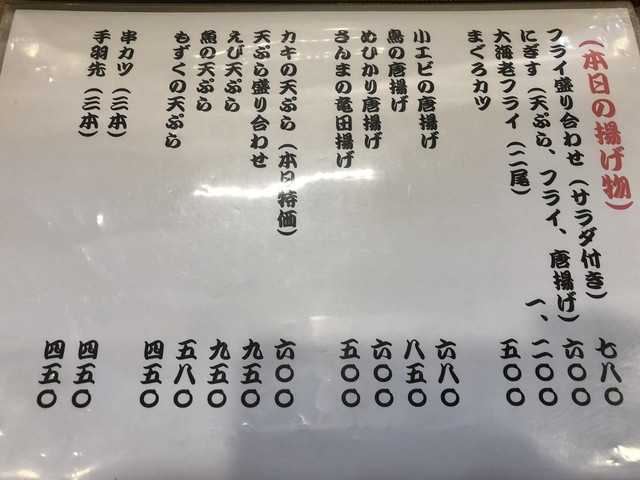 (本日の揚げ物)
フライ盛り合わせ(サラダ付き) 七八〇
にぎす(天ぷら、フライ、唐揚げ) 六〇〇
大海老フライ(二尾) 一、二〇〇
まぐろカツ 五〇〇
小エビの唐揚げ 六八〇
鳥の唐揚げ 八五〇
めひかり唐揚げ 六〇〇
さんまの竜田揚げ 五〇〇
カキの天ぷら(本日特価) 六〇〇
天ぷら盛り合わせ 九五〇
えび天ぷら 九五〇
魚の天ぷら 五八〇
もずくの天ぷら 四五〇
串カツ(三本) 四五〇
手羽先(三本) 四五〇